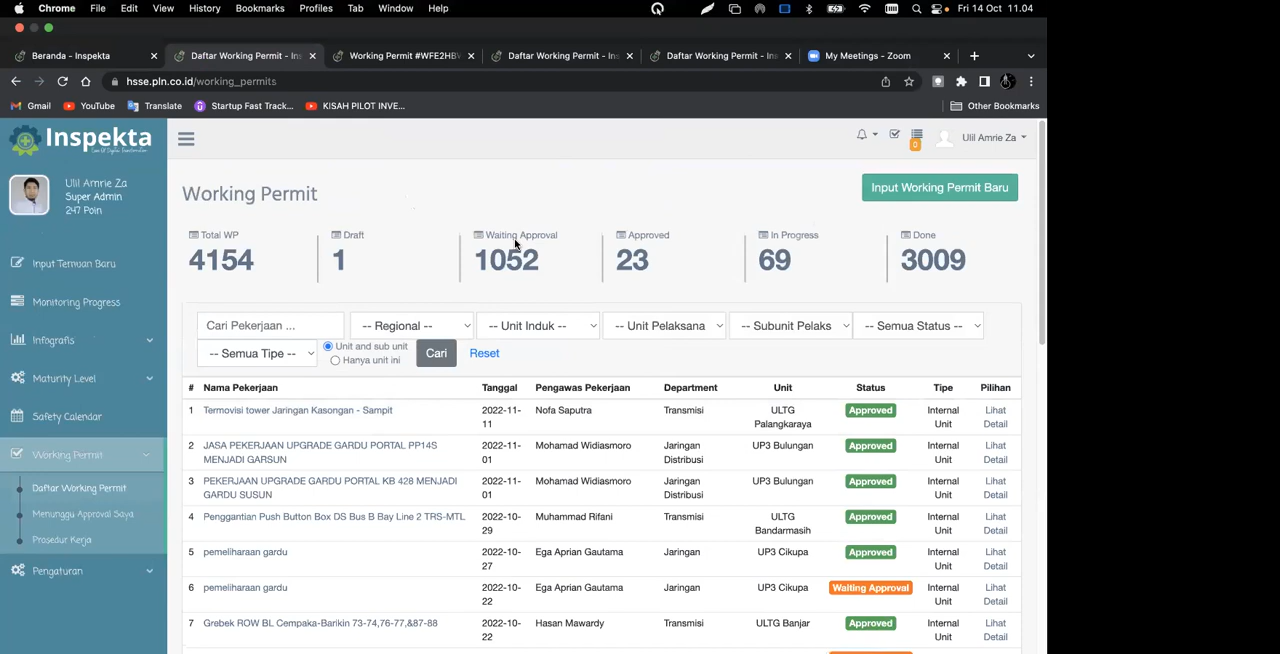 Chrome File Edit View History Bookmarks Profiles Tab Window Help Fri 14 Oct 11.04
Beranda - Inspekta Daftar Working Permit - Ins Working Permit #WFE2HB Daftar Working Permit - Ins Daftar Working Permit - Ins My Meetings - Zoom
hsse.pln.co.id/working_permits
Gmail YouTube Translate Startup Fast Track... KISAH PILOT INVE... Other Bookmarks
Inspekta
Ulil Amrie Za
Ulil Amrie Za
Super Admin
247 Poin
Input Temuan Baru
Monitoring Progress
Infografis
Maturity Level
Safety Calendar
Working Permit
Daftar Working Permit
Menunggu Approval Saya
Prosedur Kerja
Pengaturan
0
Working Permit
Input Working Permit Baru
Total WP Draft Waiting Approval Approved In Progress Done
4154 1 1052 23 69 3009
Cari Pekerjaan ... -- Regional -- -- Unit Induk -- -- Unit Pelaksana -- Subunit Pelaks -- Semua Status --
-- Semua Tipe -- Unit and sub unit Cari Reset
Hanya unit ini
# Nama Pekerjaan Tanggal Pengawas Pekerjaan Department Unit Status Tipe Pilihan
1 Termovisi tower Jaringan Kasongan - Sampit 2022-11- Nofa Saputra Transmisi ULTG Approved Internal Lihat
11 Palangkaraya Unit Detail
2 JASA PEKERJAAN UPGRADE GARDU PORTAL PP14S 2022-11- Mohamad Widiasmoro Jaringan UP3 Bulungan Approved Internal Lihat
MENJADI GARSUN 01 Distribusi Unit Detail
3 PEKERJAAN UPGRADE GARDU PORTAL KB 428 MENJADI 2022-11- Mohamad Widiasmoro Jaringan UP3 Bulungan Approved Internal Lihat
GARDU SUSUN 01 Distribusi Unit Detail
4 Penggantian Push Button Box DS Bus B Bay Line 2 TRS-MTL 2022-10- Muhammad Rifani Transmisi ULTG Approved Internal Lihat
29 Bandarmasih Unit Detail
5 pemeliharaan gardu 2022-10- Ega Aprian Gautama Jaringan UP3 Cikupa Approved Internal Lihat
27 Unit Detail
6 pemeliharaan gardu 2022-10- Ega Aprian Gautama Jaringan UP3 Cikupa Waiting Approval Internal Lihat
22 Unit Detail
7 Grebek ROW BL Cempaka-Barikin 73-74,76-77,&87-88 2022-10- Hasan Mawardy Transmisi ULTG Banjar Approved Internal Lihat
22 Unit Detail